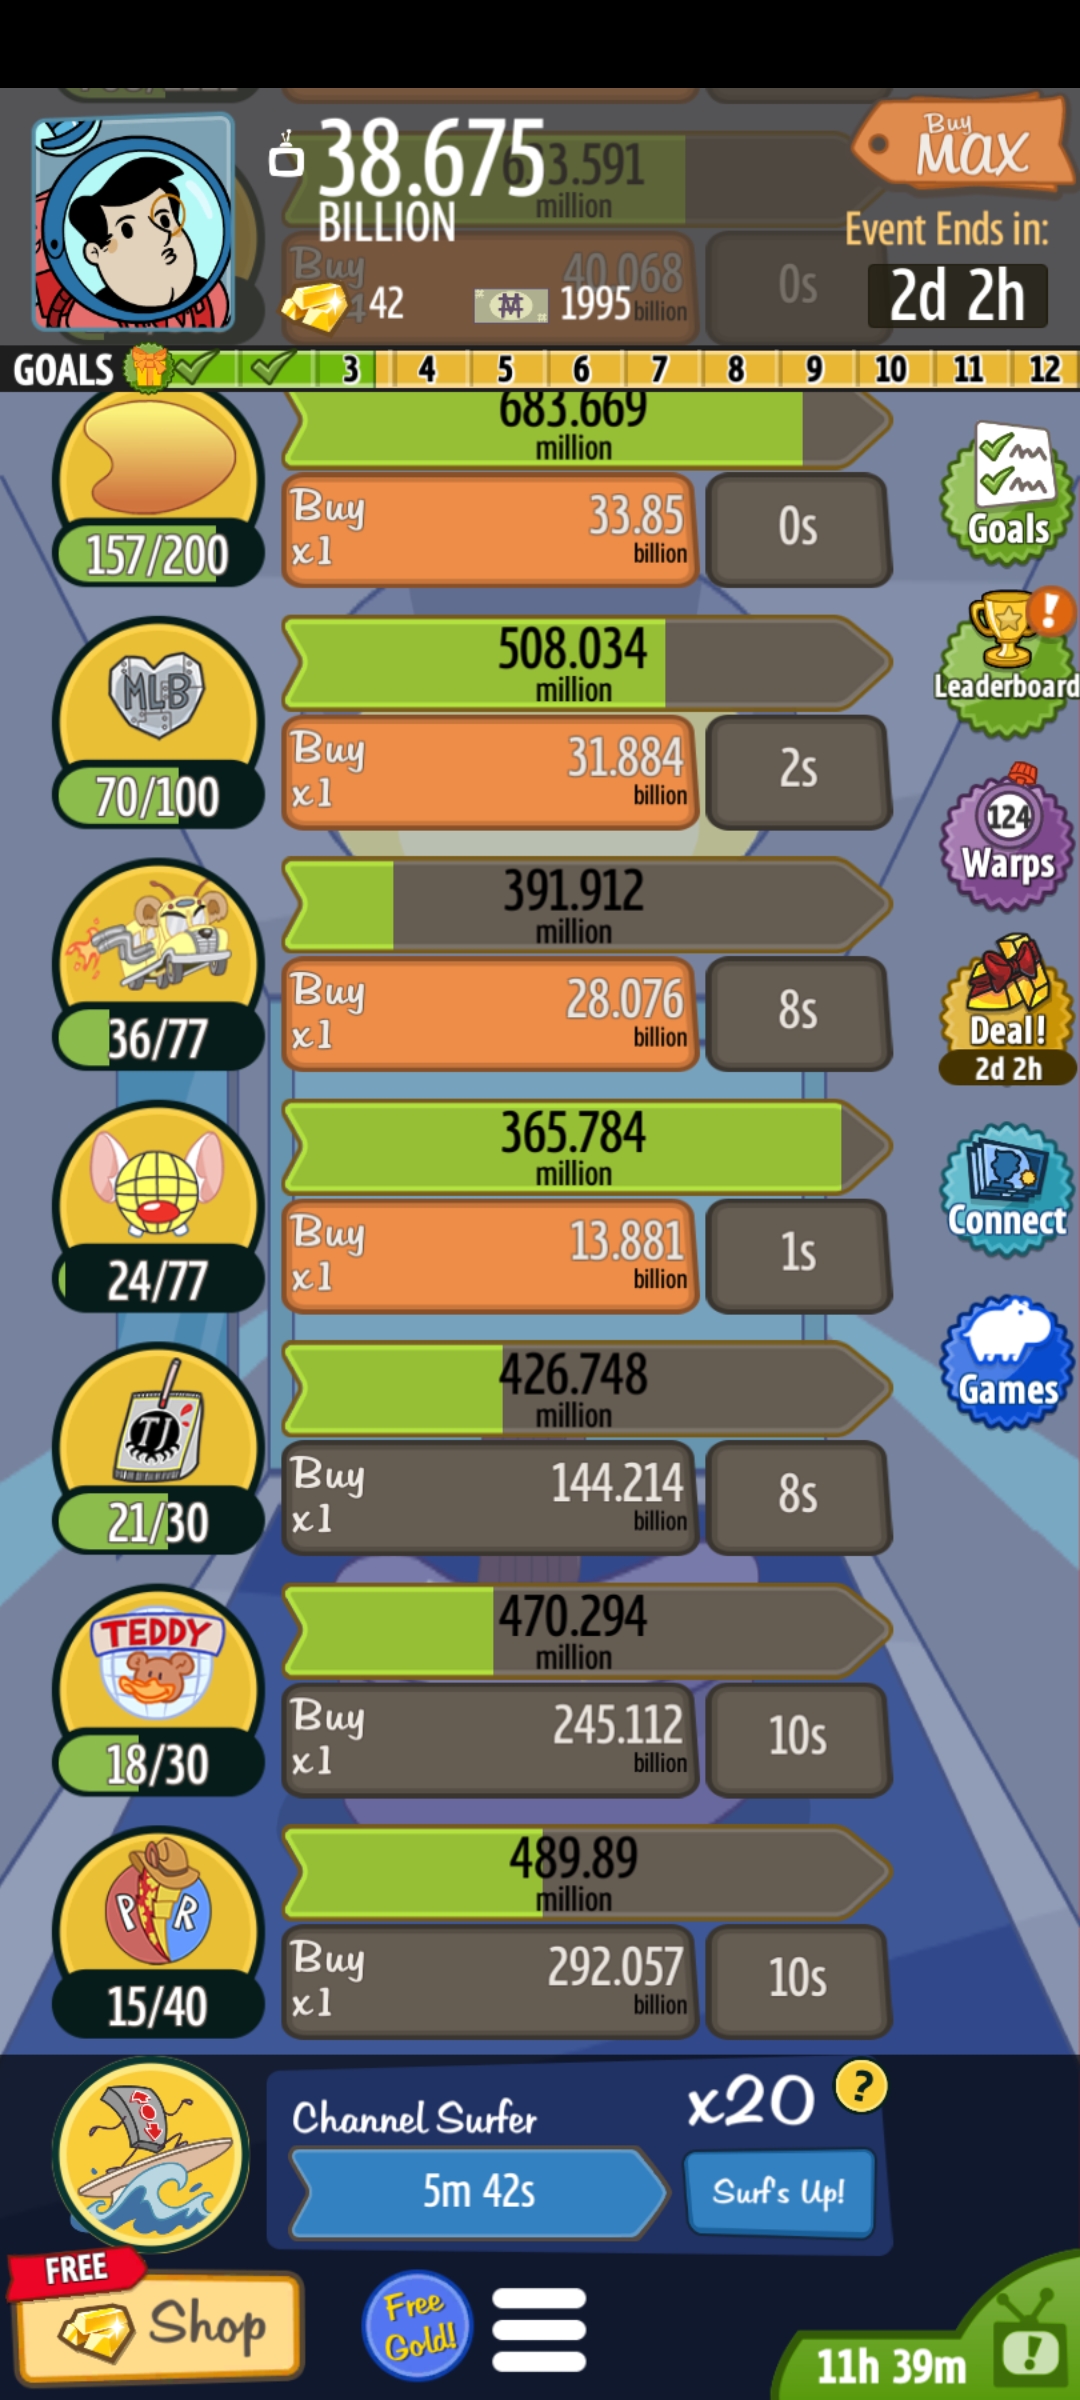 38.675
BILLION
633.591
million
Buy
MAX
Event Ends in:
2d 2h
Buy
40.068
billion
0s
42
1995
GOALS 3 4 5 6 7 8 9 10 11 12
683.669
million
157/200
Buy
x1
33.85
billion
0s
Goals
MLB
70/100
508.034
million
Buy
x1
31.884
billion
2s
!
Leaderboard
36/77
391.912
million
Buy
x1
28.076
billion
8s
124
Warps
Deal!
2d 2h
24/77
365.784
million
Buy
x1
13.881
billion
1s
Connect
TJ
21/30
426.748
million
Buy
x1
144.214
billion
8s
Games
TEDDY
18/30
470.294
million
Buy
x1
245.112
billion
10s
P R
15/40
489.89
million
Buy
x1
292.057
billion
10s
Channel Surfer
x20
?
5m 42s
Surf's Up!
FREE
Shop
Free
Gold!
11h 39m
!